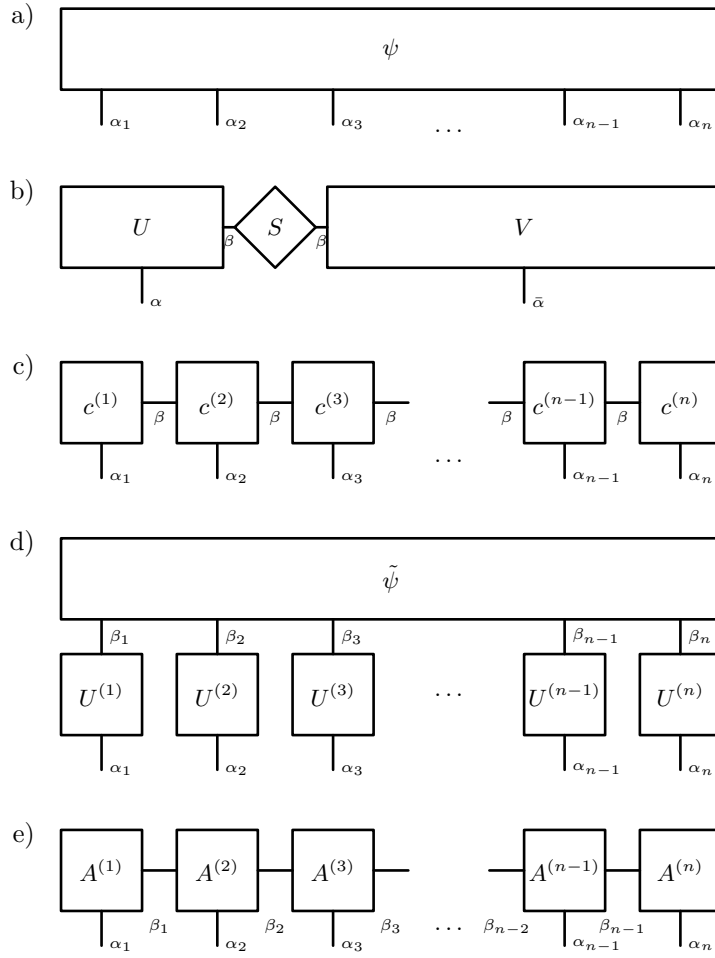 a)
ψ
α₁ α₂ α₃ ... αₙ₋₁ αₙ
b)
U β S β V
α ᾱ
c)
c⁽¹⁾ c⁽²⁾ c⁽³⁾ c⁽ⁿ⁻¹⁾ c⁽ⁿ⁾
β β β β β
α₁ α₂ α₃ ... αₙ₋₁ αₙ
d)
ψ̃
β₁ β₂ β₃ βₙ₋₁ βₙ
U⁽¹⁾ U⁽²⁾ U⁽³⁾ ... U⁽ⁿ⁻¹⁾ U⁽ⁿ⁾
α₁ α₂ α₃ αₙ₋₁ αₙ
e)
A⁽¹⁾ A⁽²⁾ A⁽³⁾ A⁽ⁿ⁻¹⁾ A⁽ⁿ⁾
β₁ β₂ β₃ ... βₙ₋₂ βₙ₋₁
α₁ α₂ α₃ αₙ₋₁ αₙ